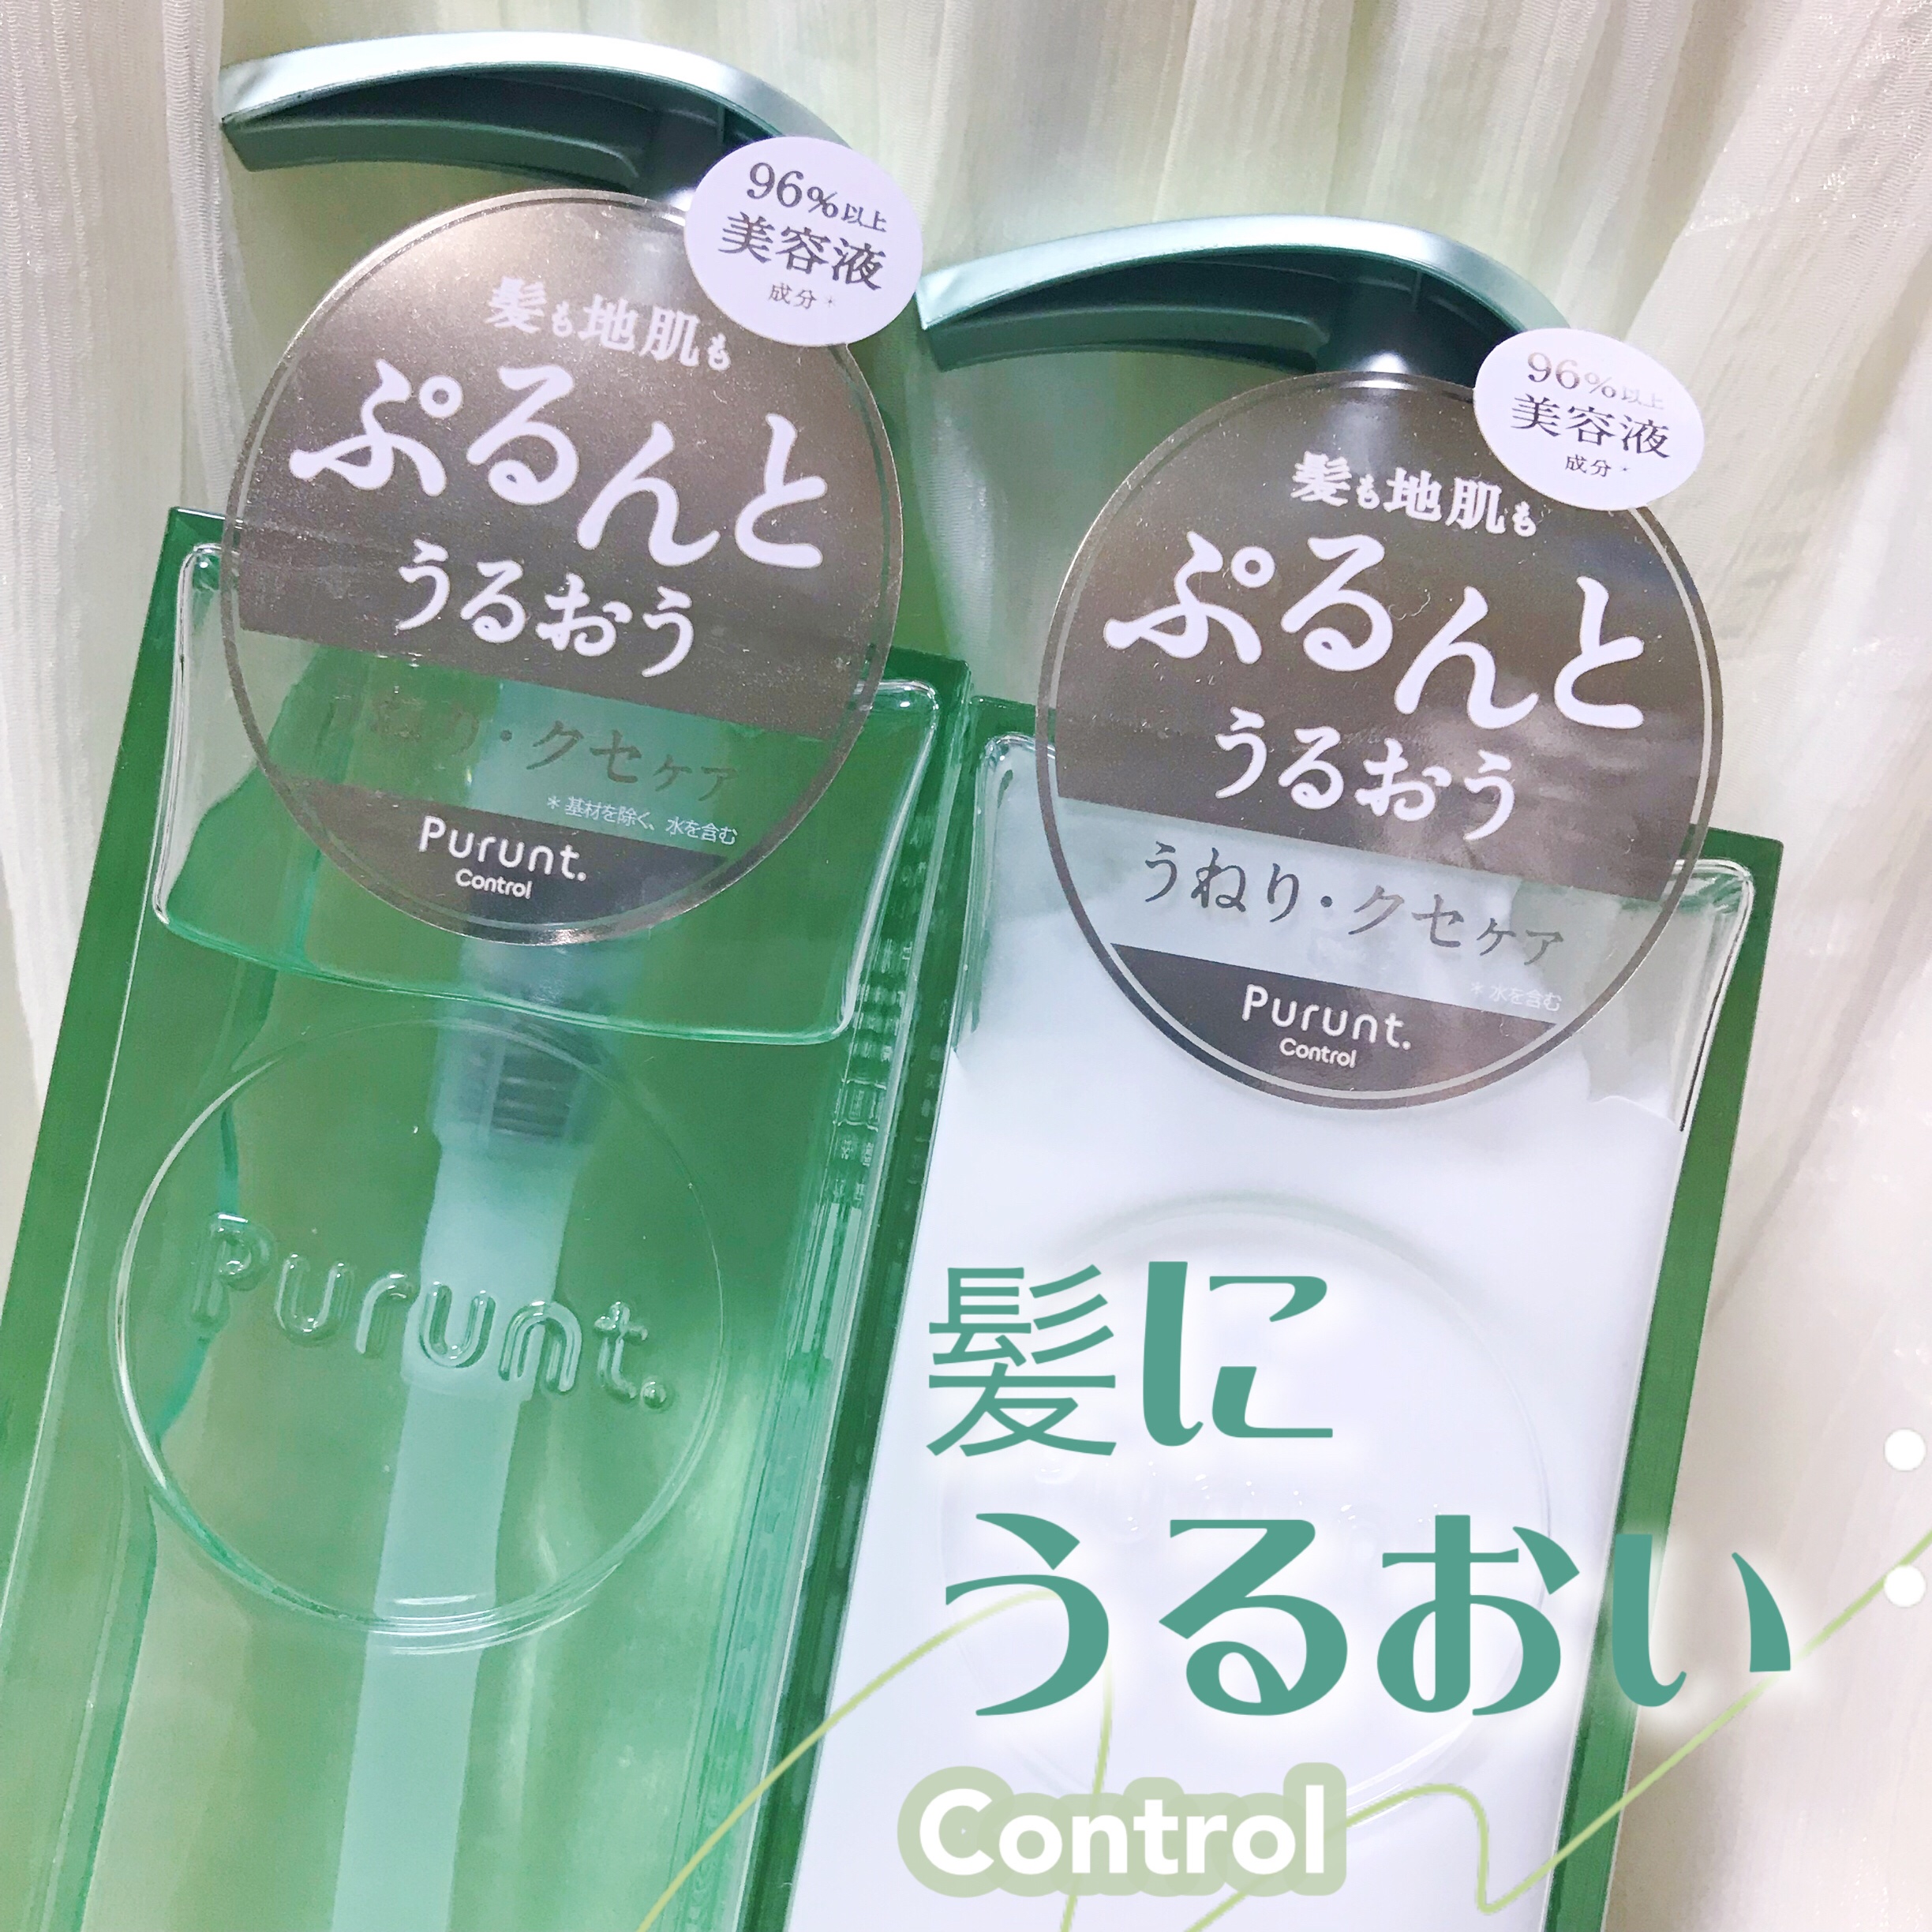 96%以上
美容液
成分*
髪も地肌も
ぷるんと
うるおう
うねり・クセケア
*基材を除く、水を含む
Purunt.
Control
96%以上
美容液
成分*
髪も地肌も
ぷるんと
うるおう
うねり・クセケア
*水を含む
Purunt.
Control
Purunt.
髪に
うるおい
Control